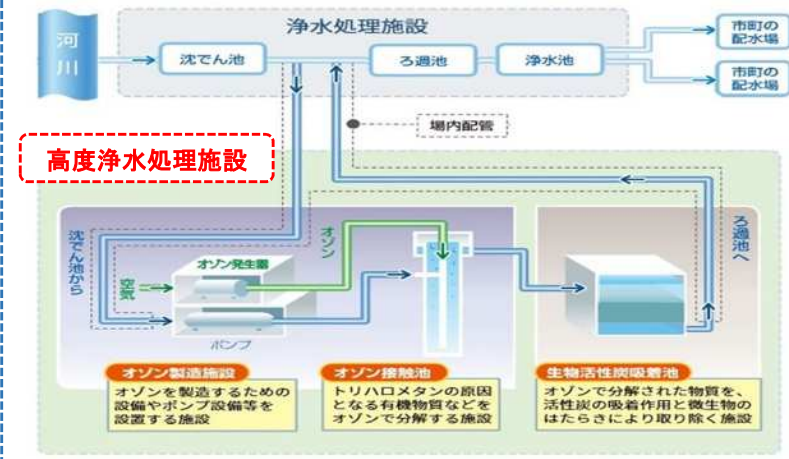 浄水処理施設
河川
沈でん池
ろ過池
浄水池
市町の
配水場
市町の
配水場
場内配管
高度浄水処理施設
沈でん池から
空気
オゾン発生器
オゾン
ポンプ
ろ過池へ
オゾン製造施設
オゾンを製造するための
設備やポンプ設備等を
設置する施設
オゾン接触池
トリハロメタンの原因
となる有機物質などを
オゾンで分解する施設
生物活性炭吸着池
オゾンで分解された物質を、
活性炭の吸着作用と微生物の
はたらきにより取り除く施設